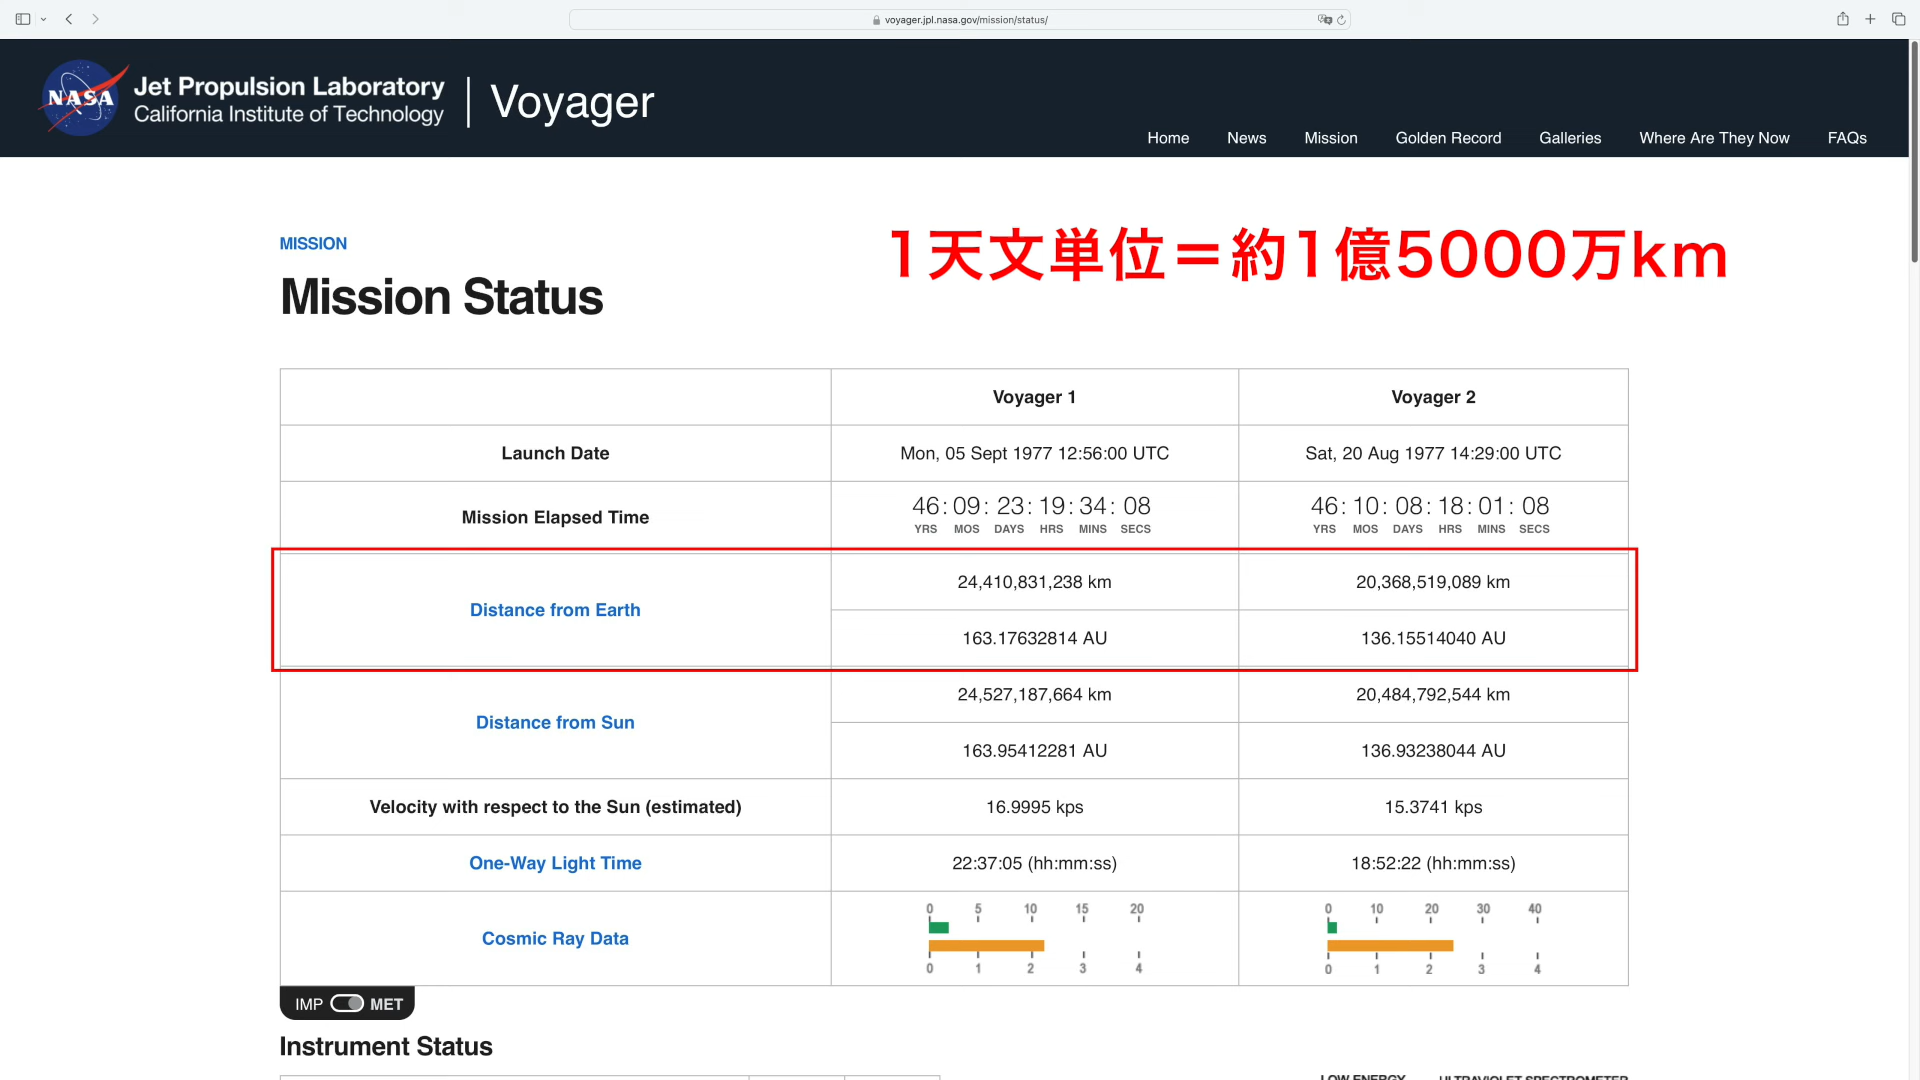 voyager.jpl.nasa.gov/mission/status/
NASA
Jet Propulsion Laboratory
California Institute of Technology
Voyager
Home News Mission Golden Record Galleries Where Are They Now FAQs
MISSION
1天文単位＝約1億5000万km
Mission Status
Voyager 1 Voyager 2
Launch Date Mon, 05 Sept 1977 12:56:00 UTC Sat, 20 Aug 1977 14:29:00 UTC
Mission Elapsed Time 46: 09: 23: 19: 34: 08 46: 10: 08: 18: 01: 08
YRS MOS DAYS HRS MINS SECS YRS MOS DAYS HRS MINS SECS
Distance from Earth 24,410,831,238 km 20,368,519,089 km
163.17632814 AU 136.15514040 AU
Distance from Sun 24,527,187,664 km 20,484,792,544 km
163.95412281 AU 136.93238044 AU
Velocity with respect to the Sun (estimated) 16.9995 kps 15.3741 kps
One-Way Light Time 22:37:05 (hh:mm:ss) 18:52:22 (hh:mm:ss)
Cosmic Ray Data
0 5 10 15 20 0 10 20 30 40
0 1 2 3 4 0 1 2 3 4
IMP MET
Instrument Status
LOW ENERGY ULTRAVIOLET SPECTROMETER